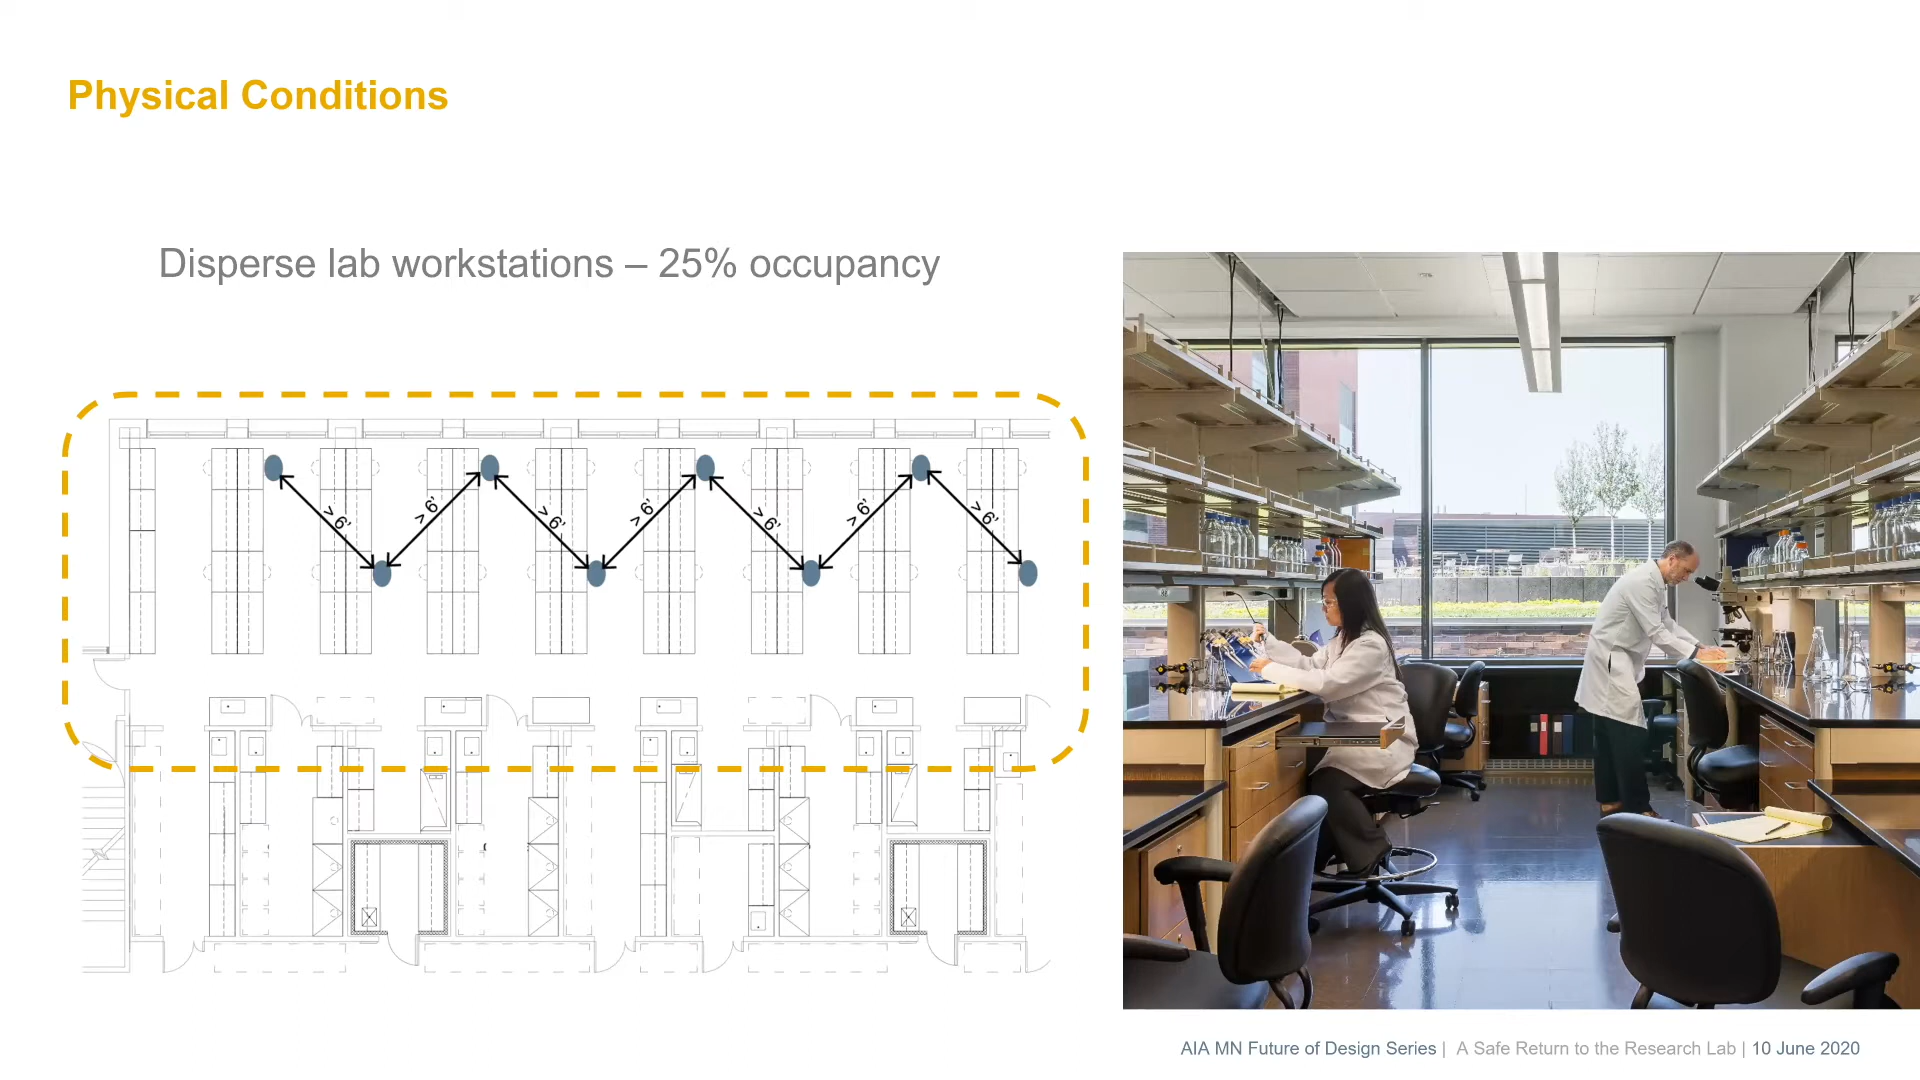 Physical Conditions
Disperse lab workstations – 25% occupancy
> 6'
> 6'
> 6'
> 6'
> 6'
> 6'
> 6'
AIA MN Future of Design Series | A Safe Return to the Research Lab | 10 June 2020